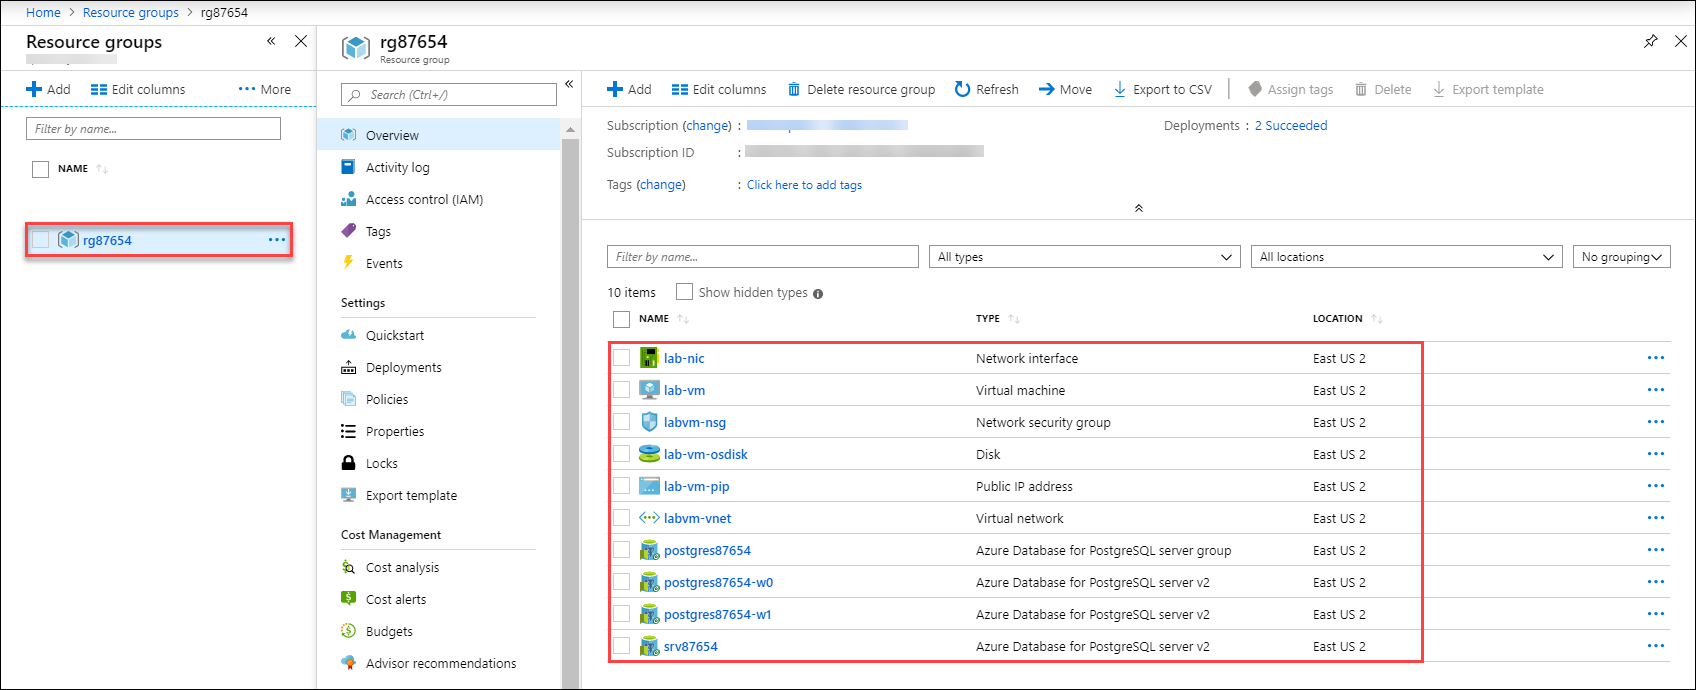 Home > Resource groups > rg87654
Resource groups
« ×
Add Edit columns ··· More
Filter by name...
NAME ↑↓
rg87654 ···
rg87654
Resource group
Search (Ctrl+/)
«
Overview
Activity log
Access control (IAM)
Tags
Events
Settings
Quickstart
Deployments
Policies
Properties
Locks
Export template
Cost Management
Cost analysis
Cost alerts
Budgets
Advisor recommendations
Add Edit columns Delete resource group Refresh Move Export to CSV Assign tags Delete Export template
Subscription (change) :
Deployments : 2 Succeeded
Subscription ID :
Tags (change) : Click here to add tags
Filter by name... All types All locations No grouping
10 items Show hidden types
NAME ↑↓ TYPE ↑↓ LOCATION ↑↓
lab-nic Network interface East US 2 ···
lab-vm Virtual machine East US 2 ···
labvm-nsg Network security group East US 2 ···
lab-vm-osdisk Disk East US 2 ···
lab-vm-pip Public IP address East US 2 ···
labvm-vnet Virtual network East US 2 ···
postgres87654 Azure Database for PostgreSQL server group East US 2 ···
postgres87654-w0 Azure Database for PostgreSQL server v2 East US 2 ···
postgres87654-w1 Azure Database for PostgreSQL server v2 East US 2 ···
srv87654 Azure Database for PostgreSQL server v2 East US 2 ···